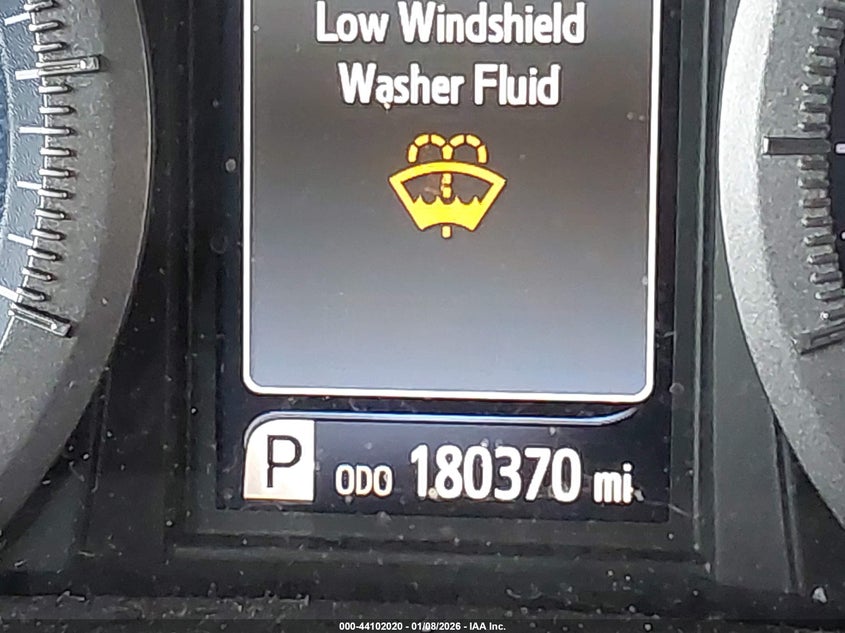 Low Windshield
Washer Fluid
P ODO 180370 mi
000-44102020 - 01/08/2026 - IAA Inc.